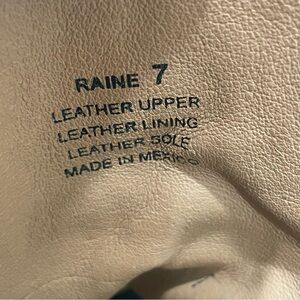 RAINE 7
LEATHER UPPER
LEATHER LINING
LEATHER SOLE
MADE IN MEXICO